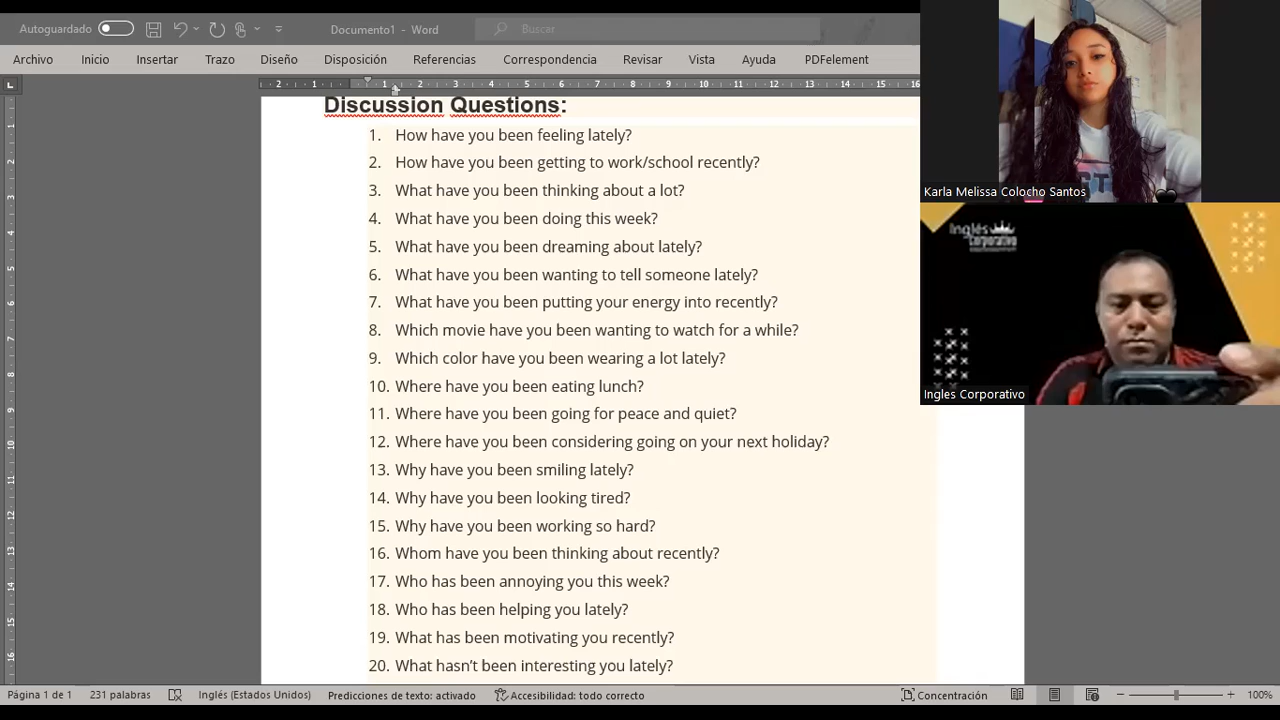 Autoguardado
Documento1 - Word
Buscar
Archivo Inicio Insertar Trazo Diseño Disposición Referencias Correspondencia Revisar Vista Ayuda PDFelement
Discussion Questions:
1. How have you been feeling lately?
2. How have you been getting to work/school recently?
3. What have you been thinking about a lot?
4. What have you been doing this week?
5. What have you been dreaming about lately?
6. What have you been wanting to tell someone lately?
7. What have you been putting your energy into recently?
8. Which movie have you been wanting to watch for a while?
9. Which color have you been wearing a lot lately?
10. Where have you been eating lunch?
11. Where have you been going for peace and quiet?
12. Where have you been considering going on your next holiday?
13. Why have you been smiling lately?
14. Why have you been looking tired?
15. Why have you been working so hard?
16. Whom have you been thinking about recently?
17. Who has been annoying you this week?
18. Who has been helping you lately?
19. What has been motivating you recently?
20. What hasn't been interesting you lately?
Karla Melissa Colocho Santos
Inglés
Corporativo
Ingles Corporativo
Página 1 de 1 231 palabras Inglés (Estados Unidos) Predicciones de texto: activado Accesibilidad: todo correcto Concentración 100%